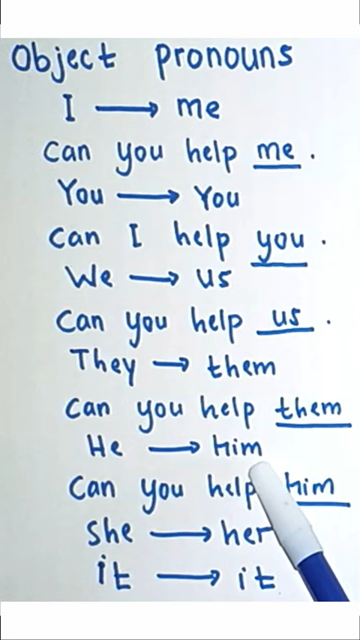 Object pronouns
I → me
can you help me.
You → You
can I help you.
We → us
can you help us.
They → them
can you help them
He → him
can you help him
she → her
it → it